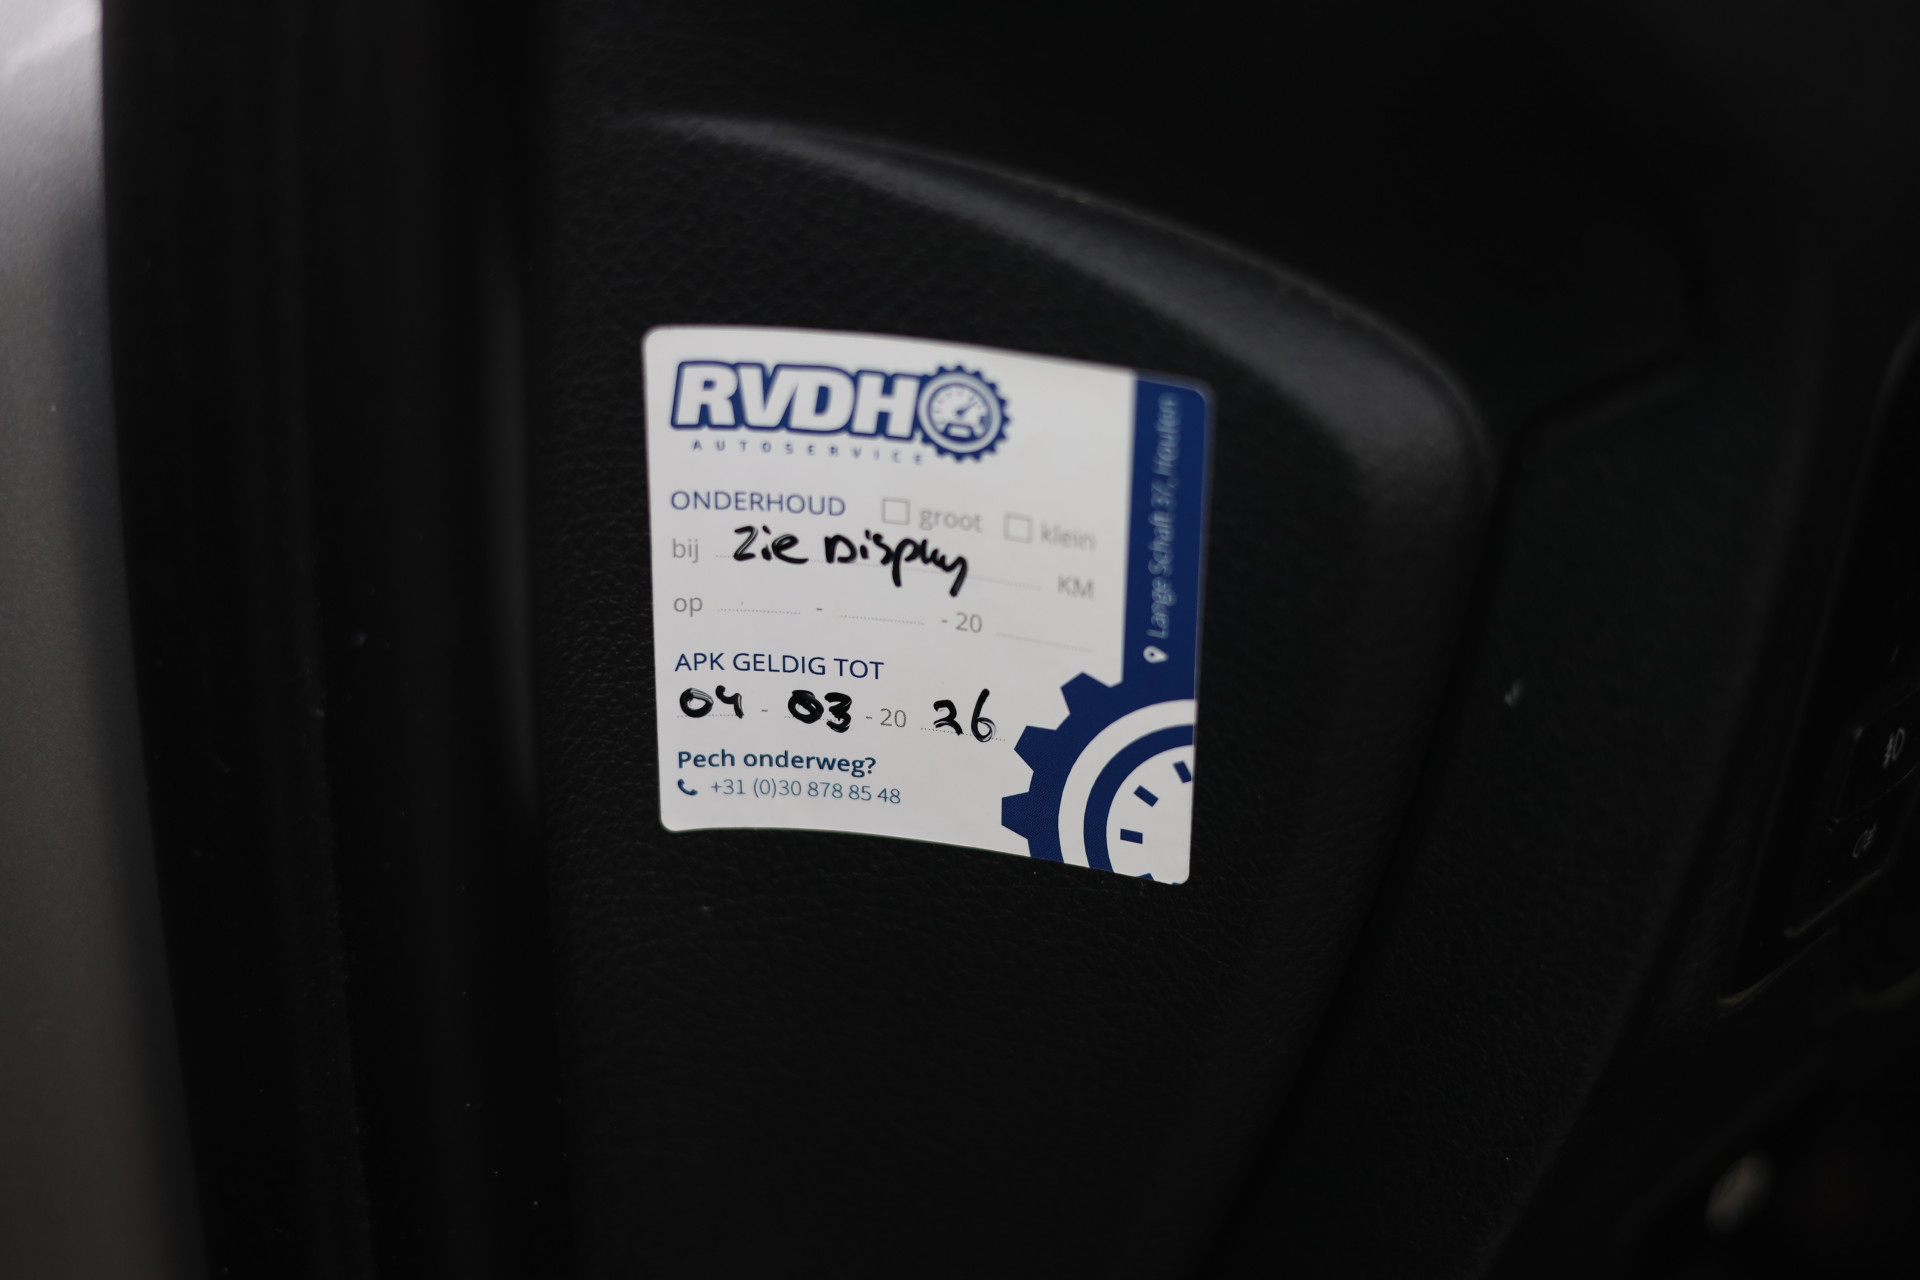 RVDH
AUTOSERVICE
ONDERHOUD groot klein
bij Zie Display KM
op - - 20
APK GELDIG TOT
04 - 03 - 20 26
Pech onderweg?
+31 (0)30 878 85 48
Lange Schaft 37, Houten